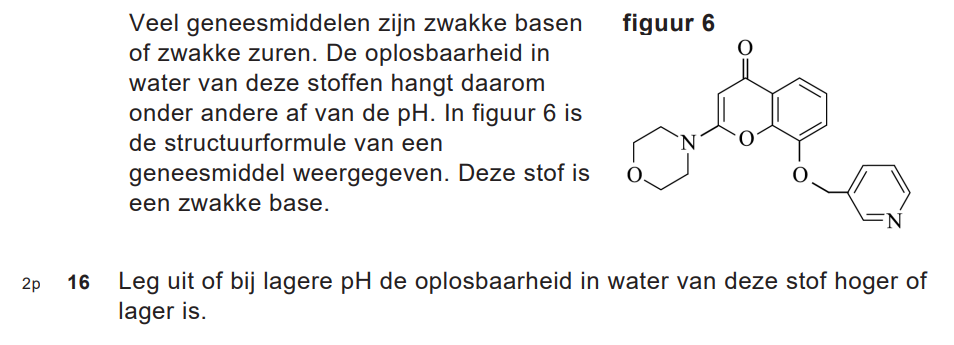 Veel geneesmiddelen zijn zwakke basen
of zwakke zuren. De oplosbaarheid in
water van deze stoffen hangt daarom
onder andere af van de pH. In figuur 6 is
de structuurformule van een
geneesmiddel weergegeven. Deze stof is
een zwakke base.
figuur 6
O
N
O
O
O
N
2p 16 Leg uit of bij lagere pH de oplosbaarheid in water van deze stof hoger of
lager is.